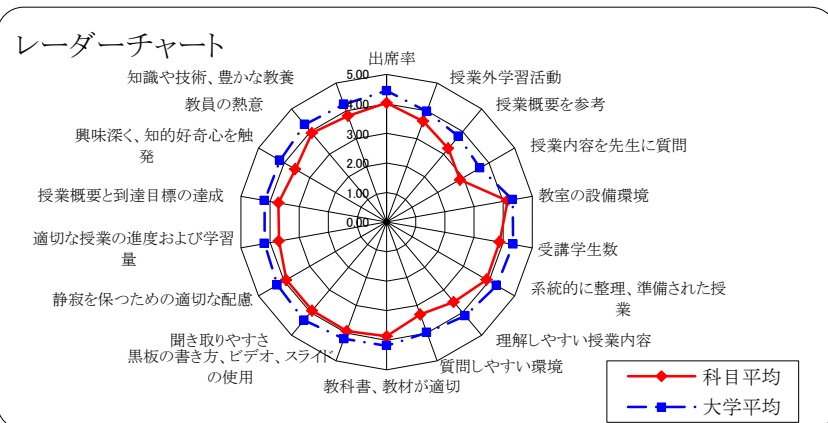 レーダーチャート
出席率
授業外学習活動
授業概要を参考
授業内容を先生に質問
教室の設備環境
受講学生数
系統的に整理、準備された授
業
理解しやすい授業内容
質問しやすい環境
教科書、教材が適切
黒板の書き方、ビデオ、スライド
の使用
聞き取りやすさ
静寂を保つための適切な配慮
適切な授業の進度および学習
量
授業概要と到達目標の達成
興味深く、知的好奇心を触
発
教員の熱意
知識や技術、豊かな教養
5.00
4.00
3.00
2.00
1.00
0.00
科目平均
大学平均